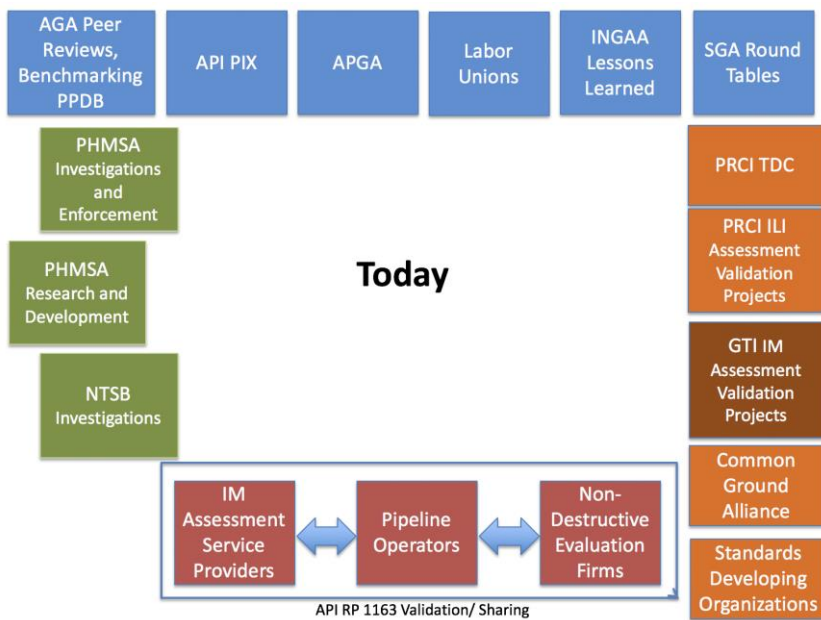 AGA Peer
Reviews,
Benchmarking
PPDB
API PIX
APGA
Labor
Unions
INGAA
Lessons
Learned
SGA Round
Tables
PHMSA
Investigations
and
Enforcement
PHMSA
Research and
Development
NTSB
Investigations
Today
PRCI TDC
PRCI ILI
Assessment
Validation
Projects
GTI IM
Assessment
Validation
Projects
Common
Ground
Alliance
Standards
Developing
Organizations
IM
Assessment
Service
Providers
Pipeline
Operators
Non-
Destructive
Evaluation
Firms
API RP 1163 Validation/ Sharing